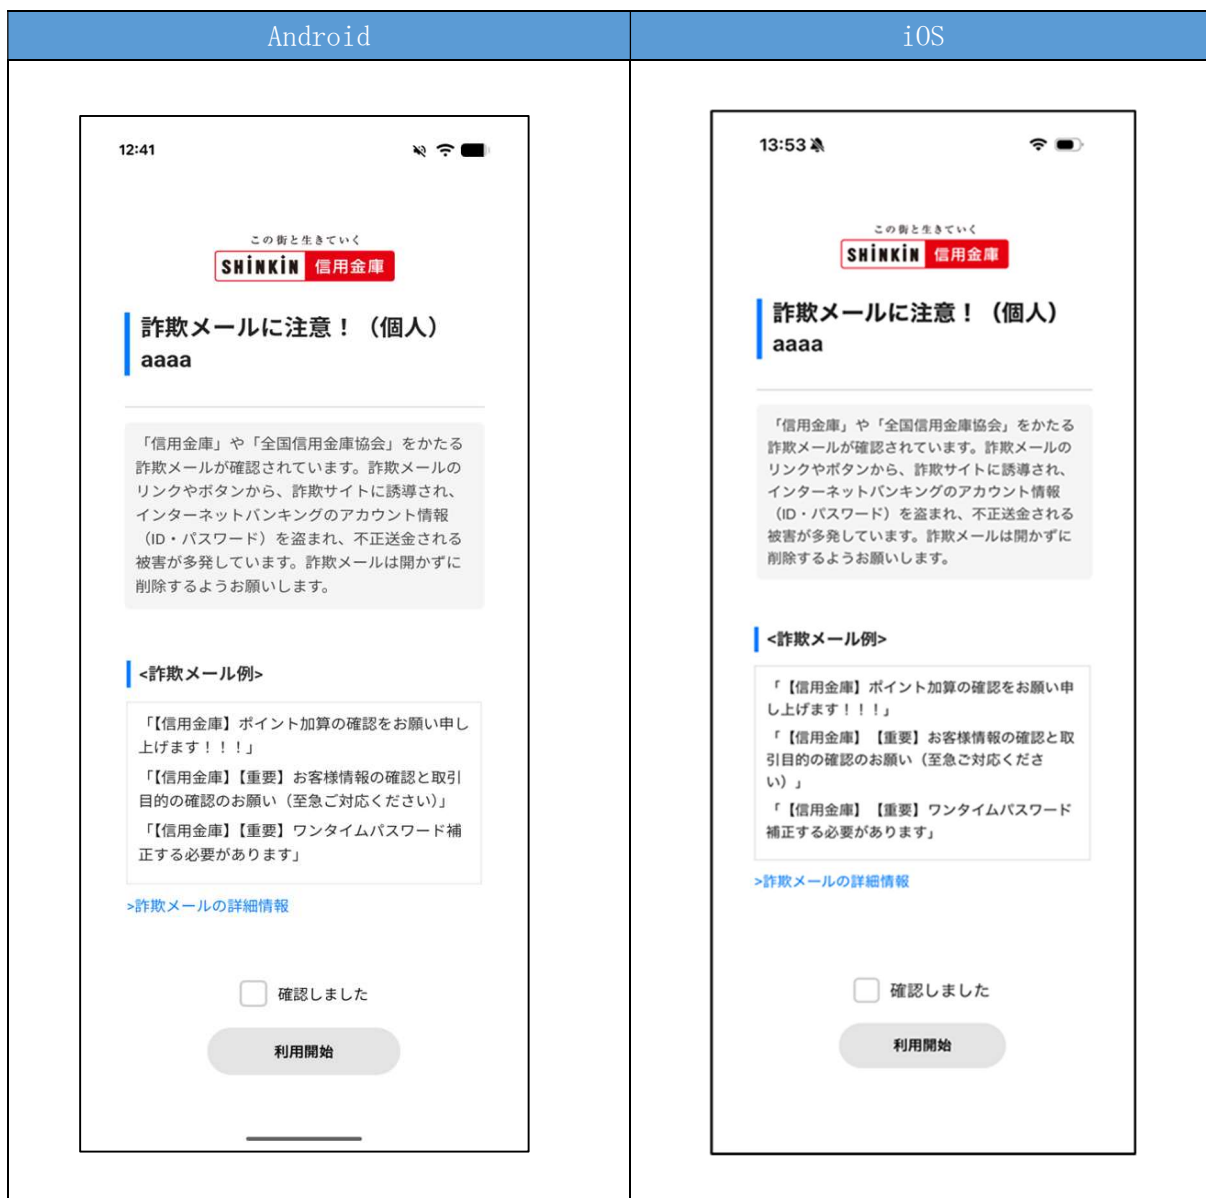 Android
iOS
12:41
この街と生きていく
SHiNKiN 信用金庫
詐欺メールに注意！（個人）
aaaa
「信用金庫」や「全国信用金庫協会」をかたる
詐欺メールが確認されています。詐欺メールの
リンクやボタンから、詐欺サイトに誘導され、
インターネットバンキングのアカウント情報
（ID・パスワード）を盗まれ、不正送金される
被害が多発しています。詐欺メールは開かずに
削除するようお願いします。
<詐欺メール例>
「【信用金庫】ポイント加算の確認をお願い申し
上げます！！！」
「【信用金庫】【重要】お客様情報の確認と取引
目的の確認のお願い（至急ご対応ください）」
「【信用金庫】【重要】ワンタイムパスワード補
正する必要があります」
>詐欺メールの詳細情報
確認しました
利用開始
13:53
この街と生きていく
SHiNKiN 信用金庫
詐欺メールに注意！（個人）
aaaa
「信用金庫」や「全国信用金庫協会」をかたる
詐欺メールが確認されています。詐欺メールの
リンクやボタンから、詐欺サイトに誘導され、
インターネットバンキングのアカウント情報
（ID・パスワード）を盗まれ、不正送金される
被害が多発しています。詐欺メールは開かずに
削除するようお願いします。
<詐欺メール例>
「【信用金庫】ポイント加算の確認をお願い申
し上げます！！！」
「【信用金庫】【重要】お客様情報の確認と取
引目的の確認のお願い（至急ご対応くださ
い）」
「【信用金庫】【重要】ワンタイムパスワード
補正する必要があります」
>詐欺メールの詳細情報
確認しました
利用開始